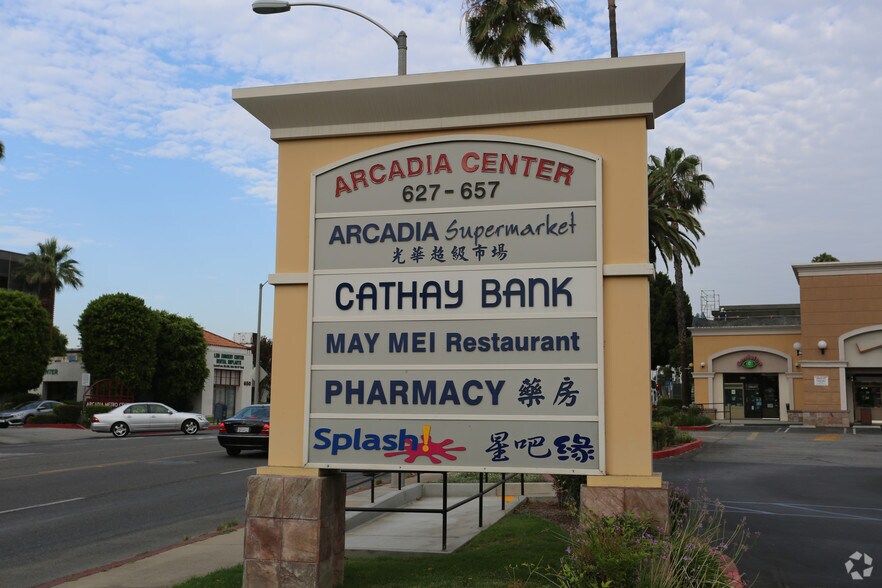 ARCADIA CENTER
627-657
ARCADIA Supermarket
光華超級市場
CATHAY BANK
MAY MEI Restaurant
PHARMACY 藥房
Splash! 星吧缘